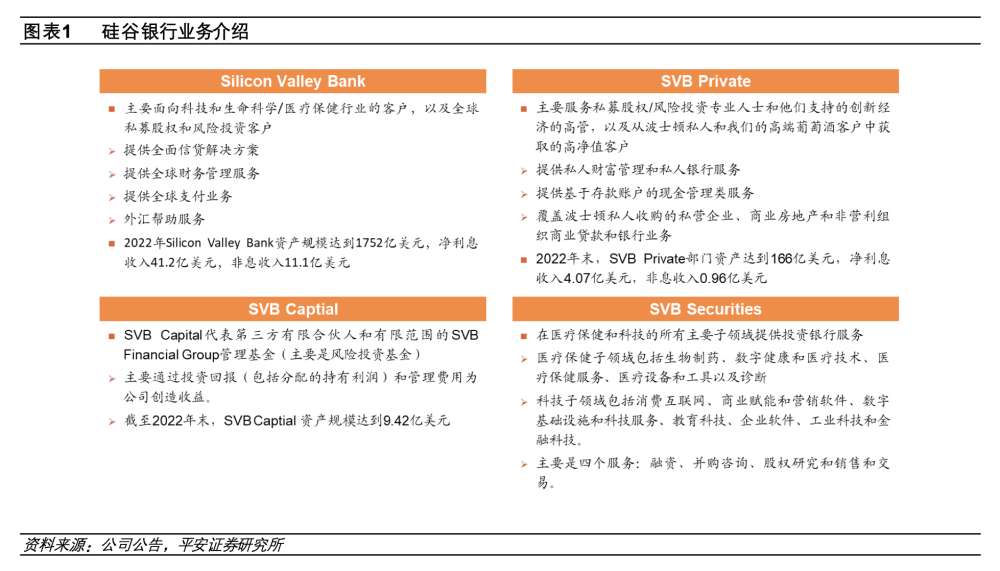 图表1 硅谷银行业务介绍
Silicon Valley Bank
■ 主要面向科技和生命科学/医疗保健行业的客户，以及全球
私募股权和风险投资客户
➢ 提供全面信贷解决方案
➢ 提供全球财务管理服务
➢ 提供全球支付业务
➢ 外汇帮助服务
■ 2022年Silicon Valley Bank资产规模达到1752亿美元，净利息
收入41.2亿美元，非息收入11.1亿美元
SVB Private
■ 主要服务私募股权/风险投资专业人士和他们支持的创新经
济的高管，以及从波士顿私人和我们的高端葡萄酒客户中获
取的高净值客户
➢ 提供私人财富管理和私人银行服务
➢ 提供基于存款账户的现金管理类服务
➢ 覆盖波士顿私人收购的私营企业、商业房地产和非营利组
织商业贷款和银行业务
■ 2022年末，SVB Private部门资产达到166亿美元，净利息
收入4.07亿美元，非息收入0.96亿美元
SVB Captial
■ SVB Capital代表第三方有限合伙人和有限范围的SVB
Financial Group管理基金（主要是风险投资基金）
➢ 主要通过投资回报（包括分配的持有利润）和管理费用为
公司创造收益。
➢ 截至2022年末，SVB Captial 资产规模达到9.42亿美元
SVB Securities
■ 在医疗保健和科技的所有主要子领域提供投资银行服务
➢ 医疗保健子领域包括生物制药、数字健康和医疗技术、医
疗保健服务、医疗设备和工具以及诊断
➢ 科技子领域包括消费互联网、商业赋能和营销软件、数字
基础设施和科技服务、教育科技、企业软件、工业科技和金
融科技。
➢ 主要是四个服务：融资、并购咨询、股权研究和销售和交
易。
资料来源：公司公告，平安证券研究所